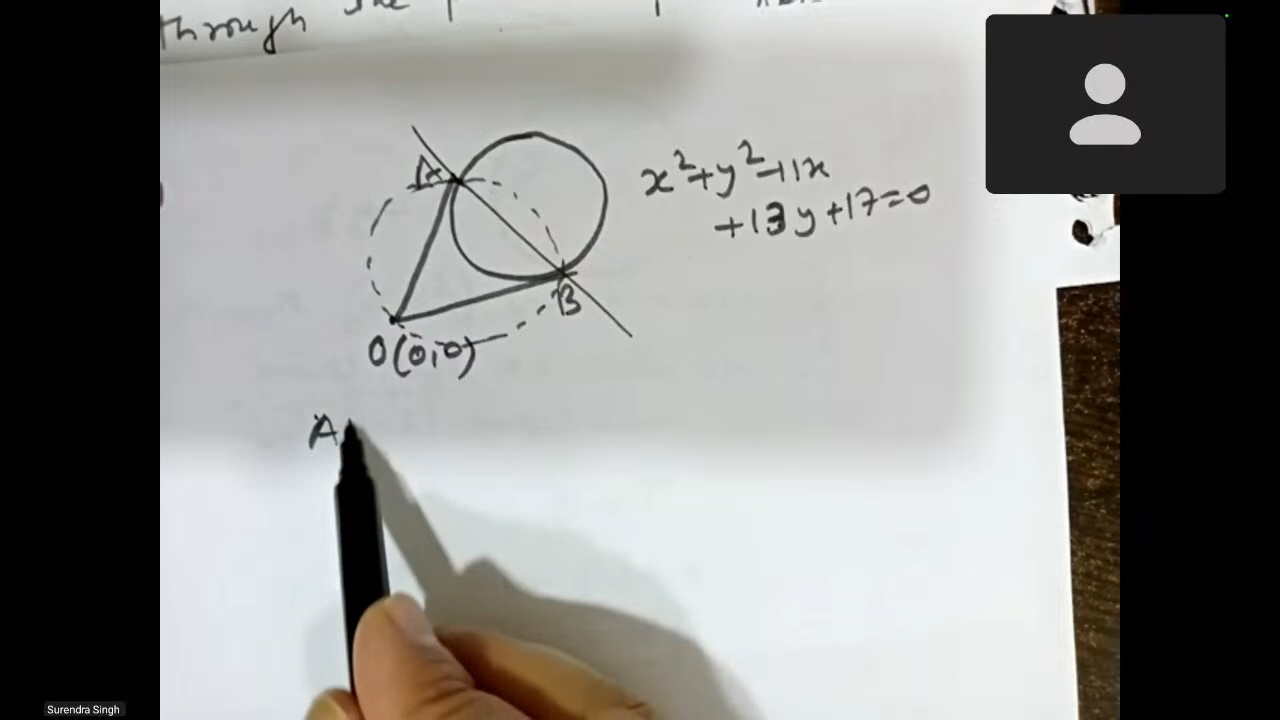 through the
A
x²+y²-11x
+13y+17=0
B
O(0,0)
A
Surendra Singh